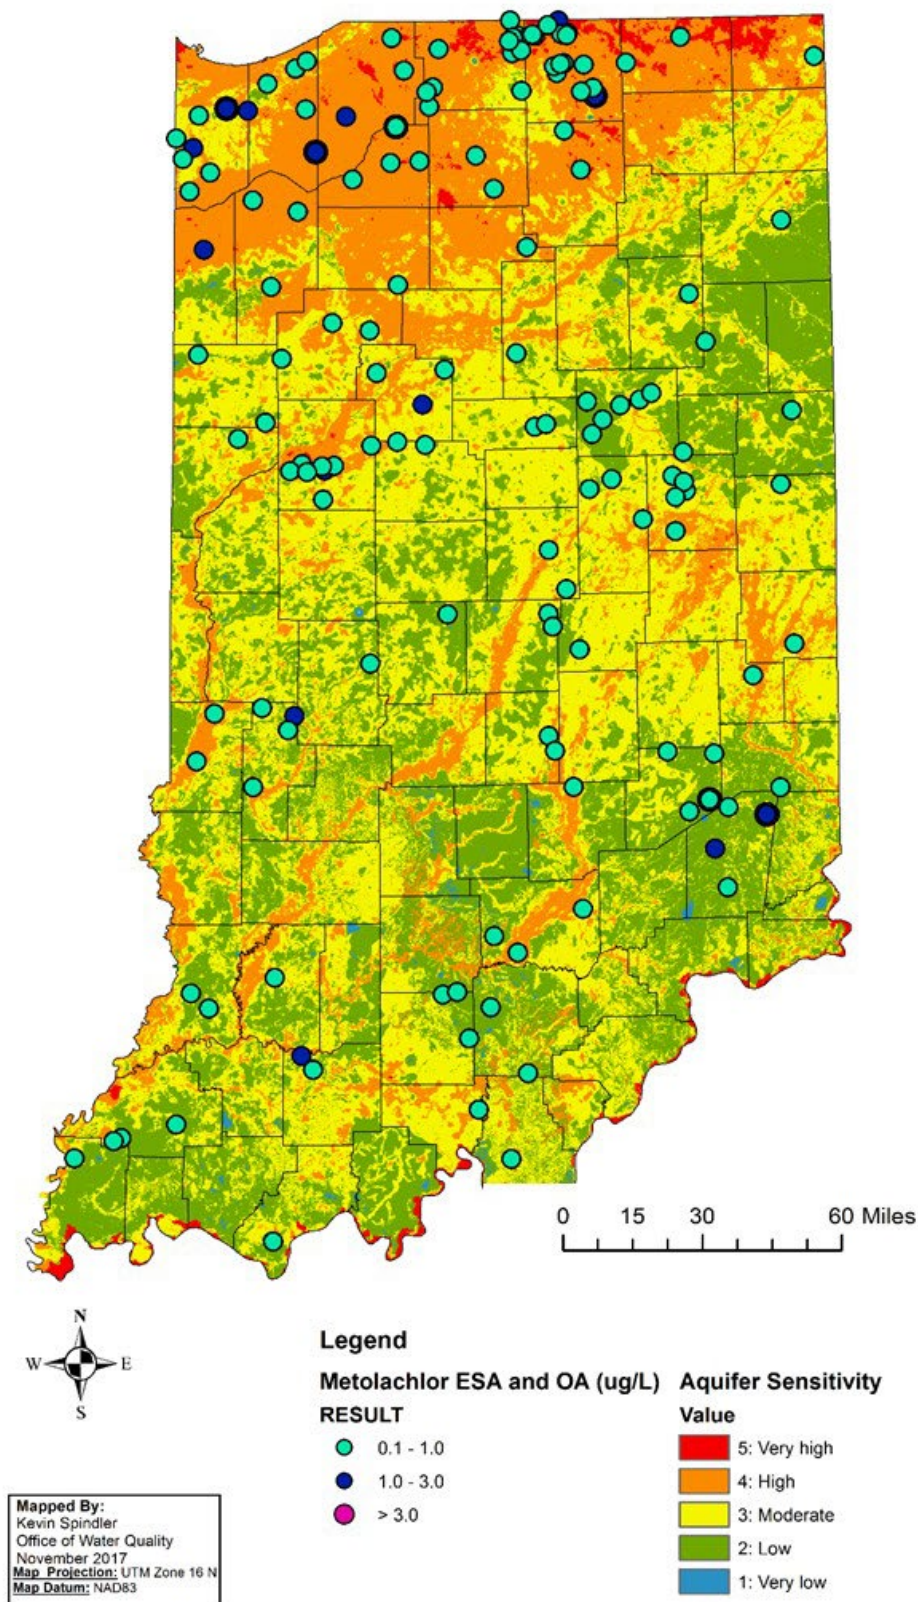 0 15 30 60 Miles
N
W E
S
Legend
Metolachlor ESA and OA (ug/L)
RESULT
0.1 - 1.0
1.0 - 3.0
> 3.0
Aquifer Sensitivity
Value
5: Very high
4: High
3: Moderate
2: Low
1: Very low
Mapped By:
Kevin Spindler
Office of Water Quality
November 2017
Map Projection: UTM Zone 16 N
Map Datum: NAD83